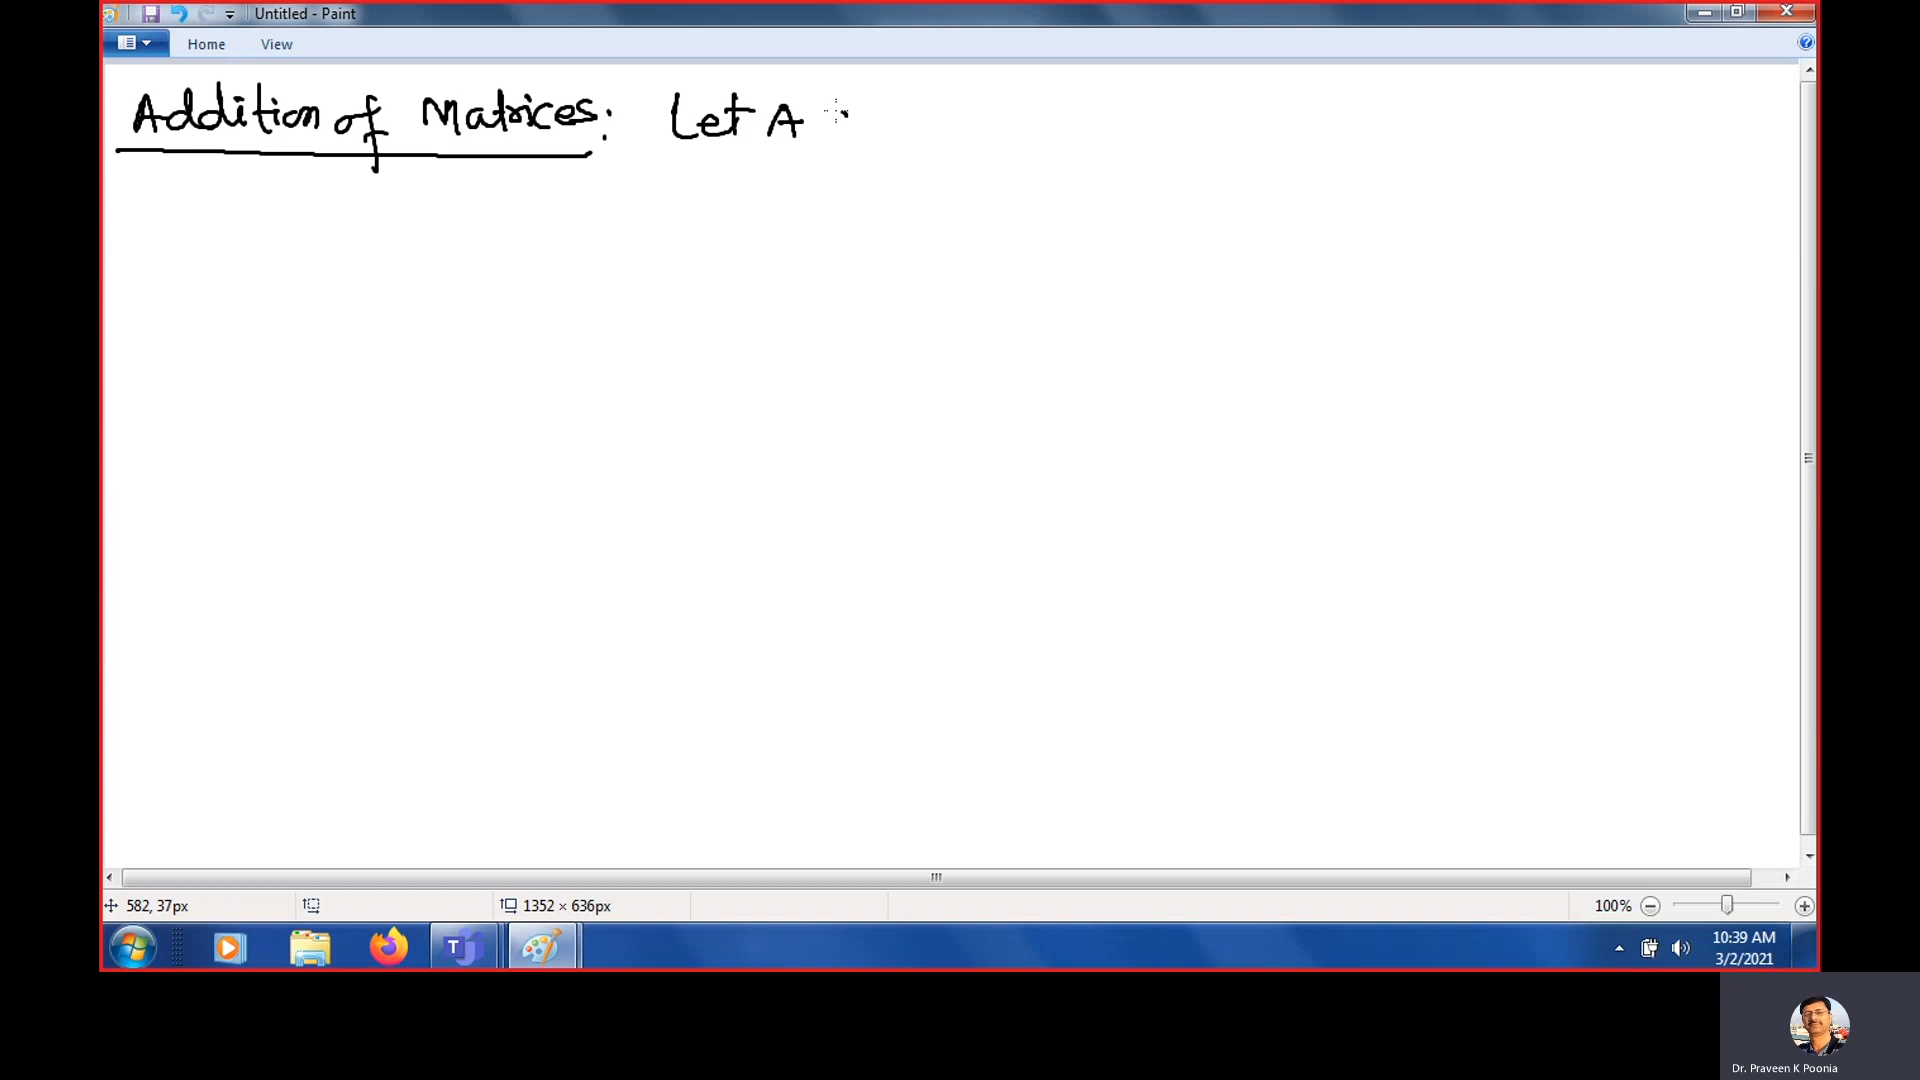 Untitled - Paint
Home View
Addition of Matrices: Let A
582, 37px
1352 × 636px
100%
10:39 AM
3/2/2021
Dr. Praveen K Poonia